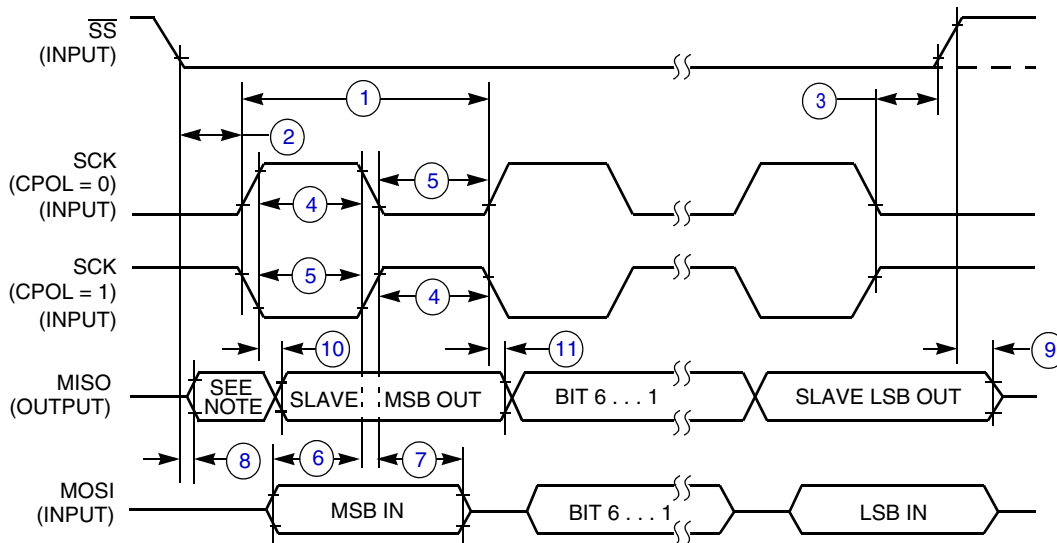 SS
(INPUT)
1
3
2
SCK
(CPOL = 0)
(INPUT)
5
4
SCK
(CPOL = 1)
(INPUT)
5
4
10
11
9
MISO
(OUTPUT)
SEE
NOTE
SLAVE
MSB OUT
BIT 6 . . . 1
SLAVE LSB OUT
8
6
7
MOSI
(INPUT)
MSB IN
BIT 6 . . . 1
LSB IN